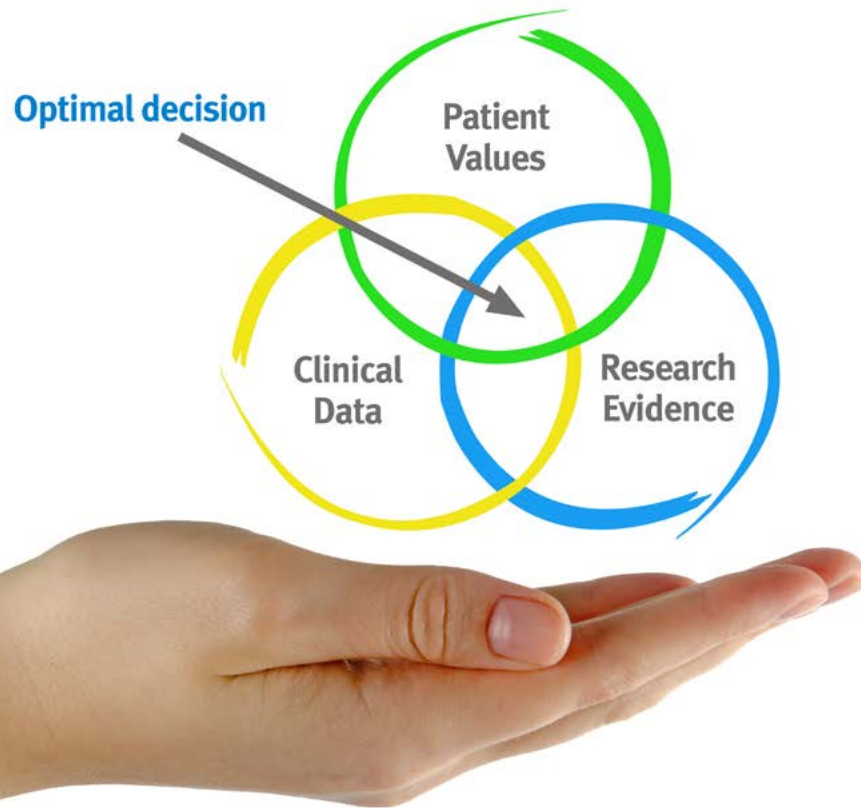 Optimal decision
Patient
Values
Clinical
Data
Research
Evidence